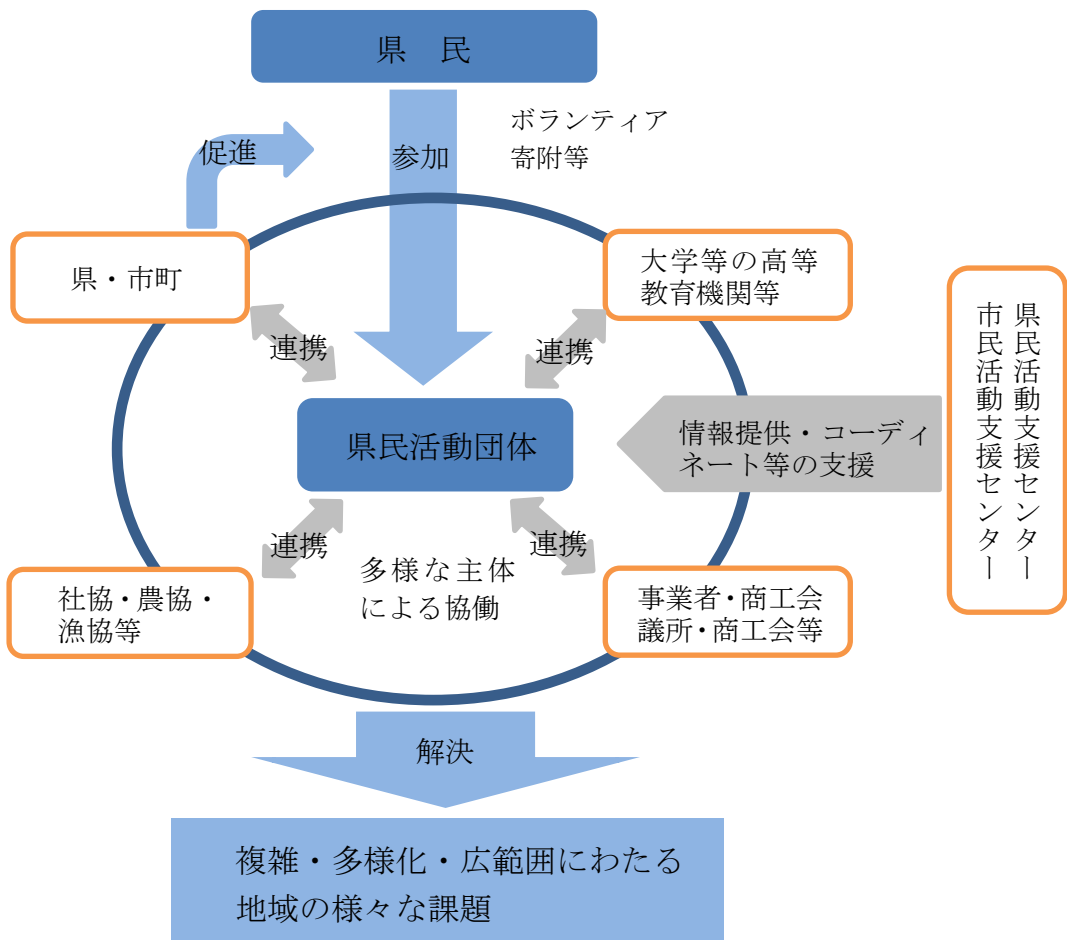 県　民
ボランティア
寄附等
促進
参加
県・市町
大学等の高等
教育機関等
連携
連携
県民活動団体
情報提供・コーディ
ネート等の支援
県民活動支援センター
市民活動支援センター
連携
連携
多様な主体
による協働
社協・農協・
漁協等
事業者・商工会
議所・商工会等
解決
複雑・多様化・広範囲にわたる
地域の様々な課題